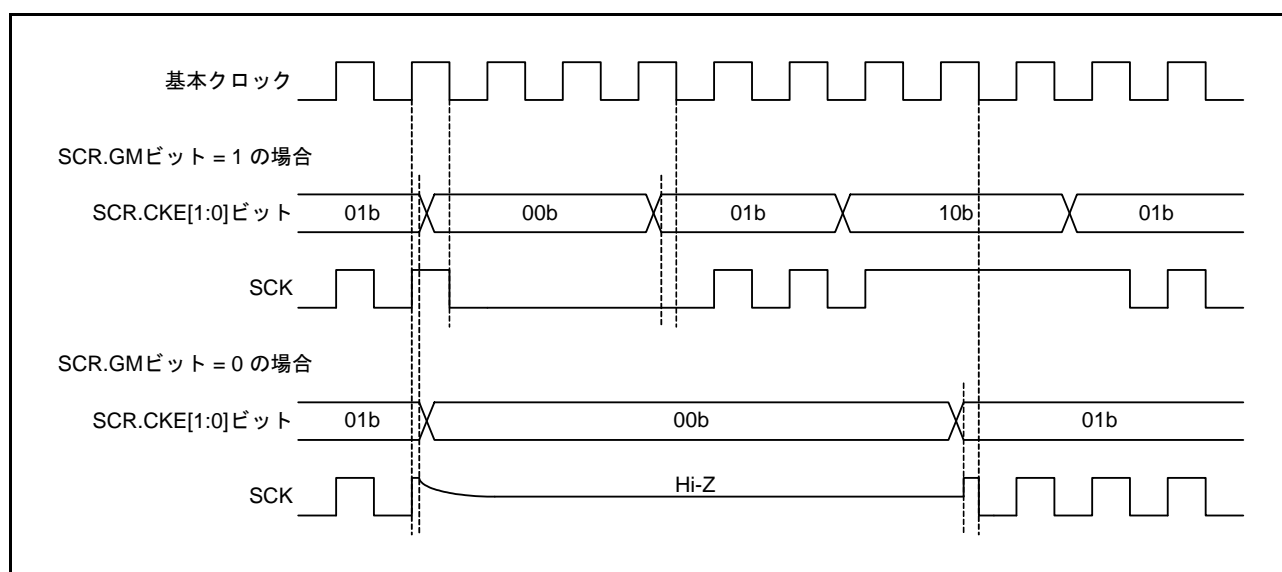 基本クロック
SCR.GMビット = 1 の場合
SCR.CKE[1:0]ビット 01b 00b 01b 10b 01b
SCK
SCR.GMビット = 0 の場合
SCR.CKE[1:0]ビット 01b 00b 01b
SCK Hi-Z